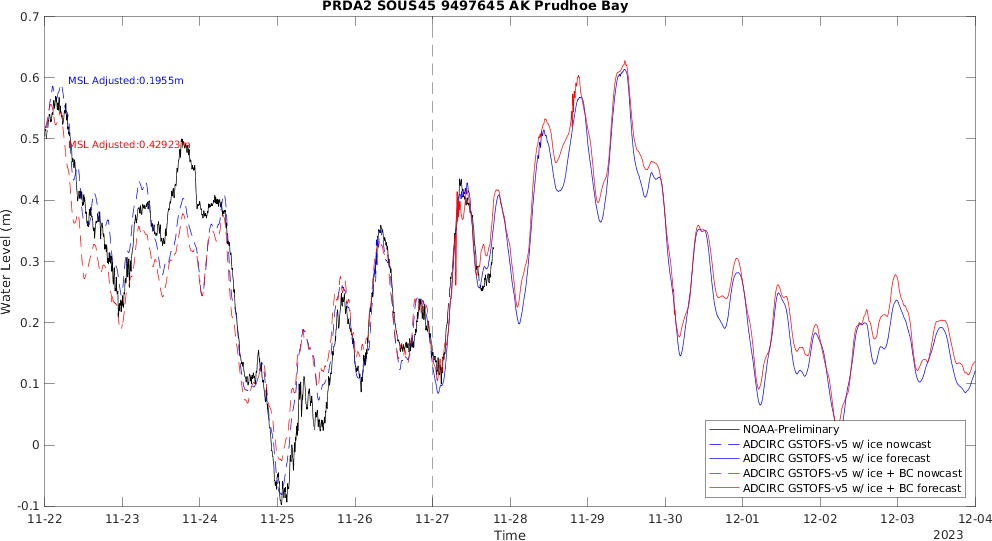 PRDA2 SOUS45 9497645 AK Prudhoe Bay
0.7
0.6
0.5
0.4
0.3
0.2
0.1
0
-0.1
Water Level (m)
MSL Adjusted:0.1955m
MSL Adjusted:0.42923m
NOAA-Preliminary
ADCIRC GSTOFS-v5 w/ ice nowcast
ADCIRC GSTOFS-v5 w/ ice forecast
ADCIRC GSTOFS-v5 w/ ice + BC nowcast
ADCIRC GSTOFS-v5 w/ ice + BC forecast
11-22 11-23 11-24 11-25 11-26 11-27 11-28 11-29 11-30 12-01 12-02 12-03 12-04
Time
2023